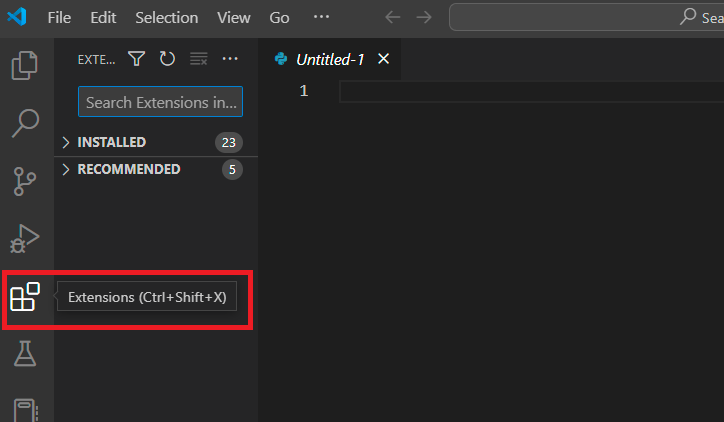 File Edit Selection View Go ··· Sea
EXTE... ···
Untitled-1
Search Extensions in...
1
INSTALLED 23
RECOMMENDED 5
Extensions (Ctrl+Shift+X)